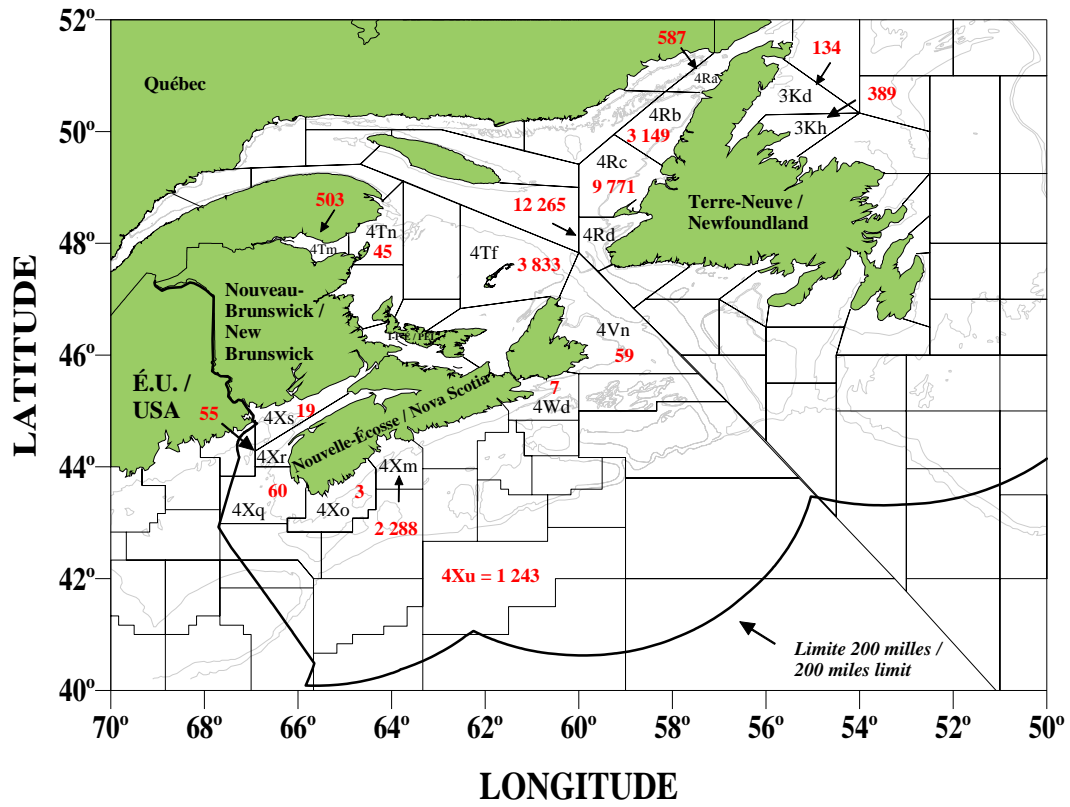 52º
50º
48º
46º
44º
42º
40º
70º
68º
66º
64º
62º
60º
58º
56º
54º
52º
50º
LATITUDE
LONGITUDE
Québec
587
4Ra
134
3Kd
389
3Kh
4Rb
3 149
4Rc
9 771
12 265
4Rd
Terre-Neuve /
Newfoundland
503
4Tm
4Tn
45
4Tf
3 833
Nouveau-
Brunswick /
New
Brunswick
4Vn
59
7
4Wd
É.U. /
USA
55
4Xs
19
4Xr
Nouvelle-Écosse / Nova Scotia
60
4Xq
3
4Xo
4Xm
2 288
4Xu = 1 243
Limite 200 milles /
200 miles limit